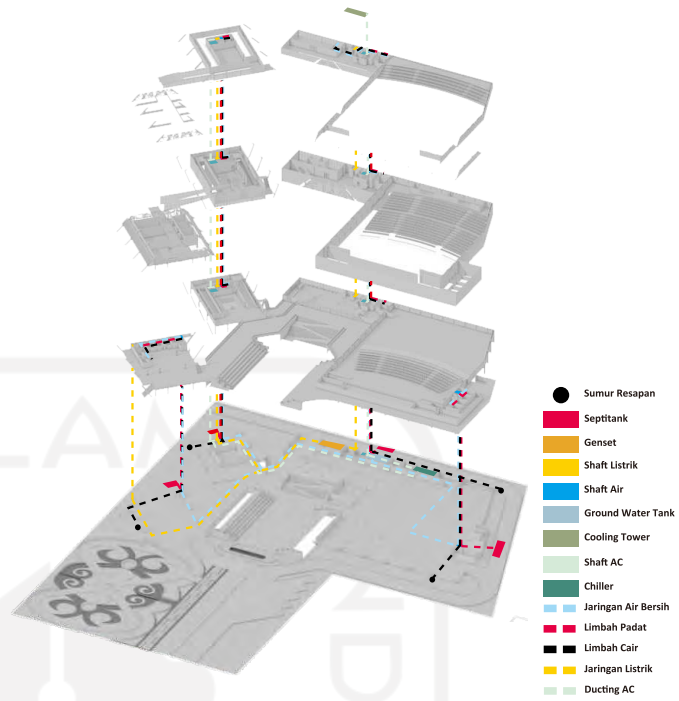 Sumur Resapan
Septitank
Genset
Shaft Listrik
Shaft Air
Ground Water Tank
Cooling Tower
Shaft AC
Chiller
Jaringan Air Bersih
Limbah Padat
Limbah Cair
Jaringan Listrik
Ducting AC